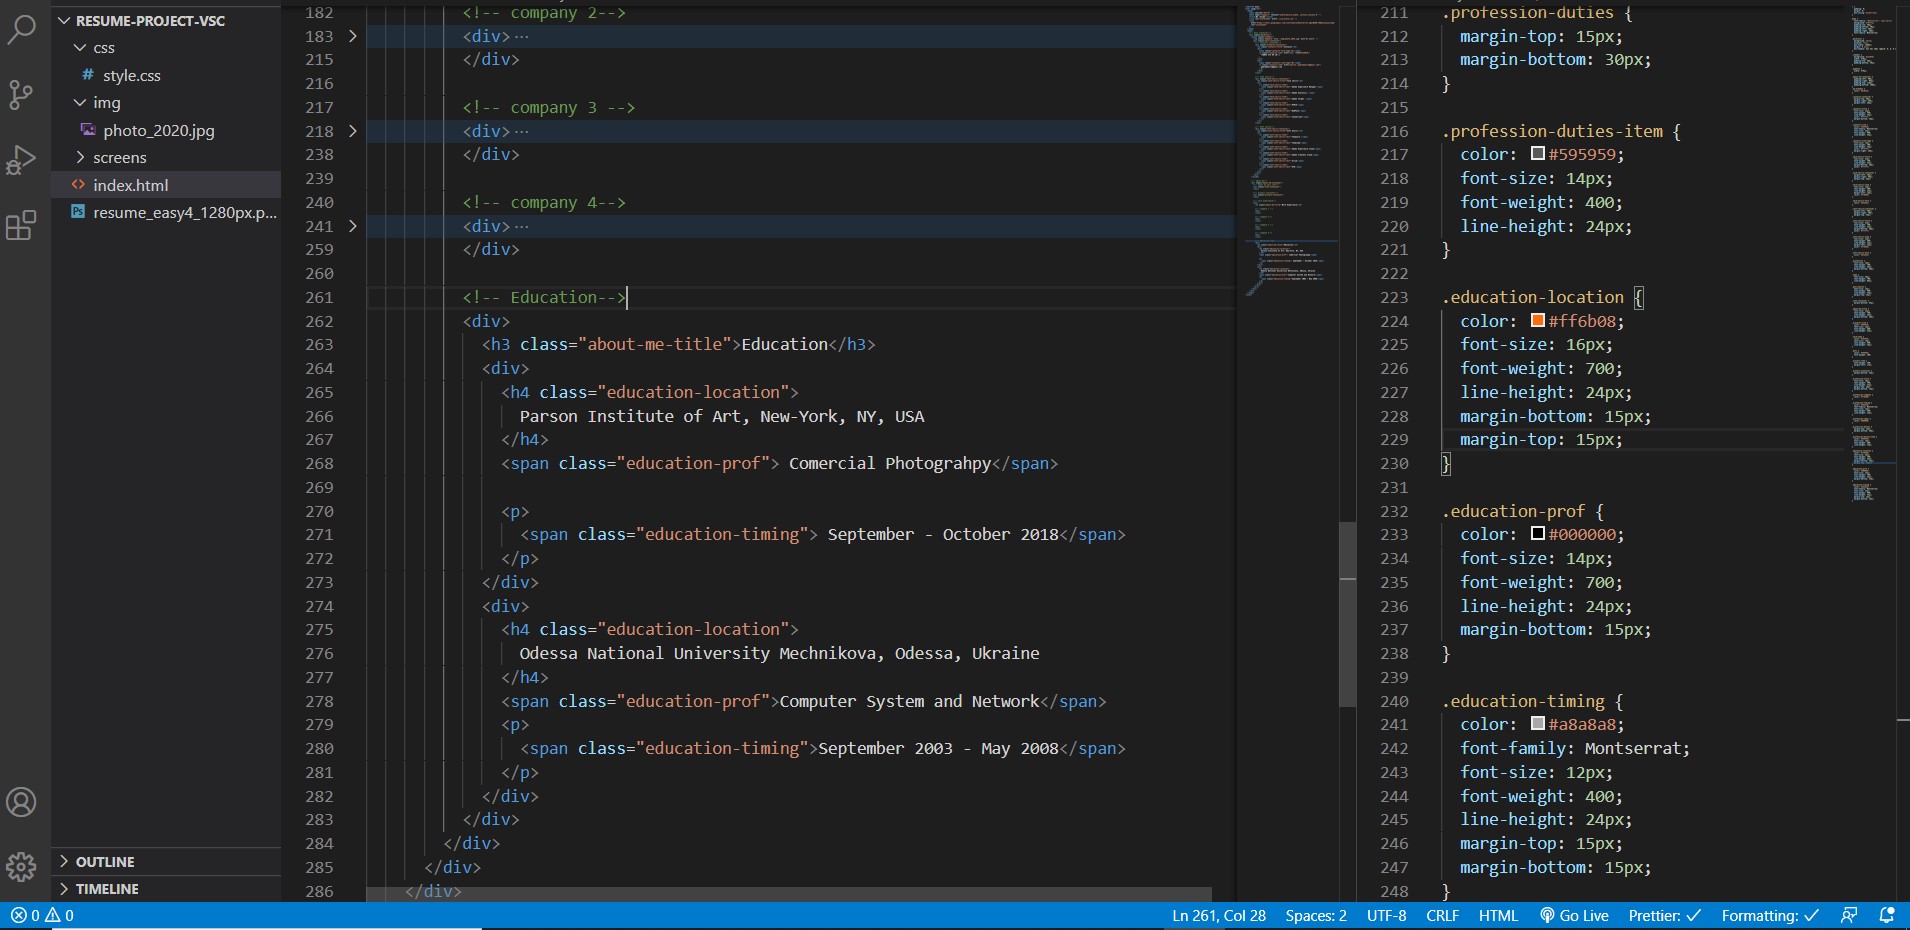 RESUME-PROJECT-VSC
css
# style.css
img
photo_2020.jpg
screens
<> index.html
Ps resume_easy4_1280px.p...
OUTLINE
TIMELINE
182 <!-- company 2-->
183 <div>···
215 </div>
216
217 <!-- company 3 -->
218 <div>···
238 </div>
239
240 <!-- company 4-->
241 <div>···
259 </div>
260
261 <!-- Education-->
262 <div>
263 <h3 class="about-me-title">Education</h3>
264 <div>
265 <h4 class="education-location">
266 Parson Institute of Art, New-York, NY, USA
267 </h4>
268 <span class="education-prof"> Comercial Photograhpy</span>
269
270 <p>
271 <span class="education-timing"> September - October 2018</span>
272 </p>
273 </div>
274 <div>
275 <h4 class="education-location">
276 Odessa National University Mechnikova, Odessa, Ukraine
277 </h4>
278 <span class="education-prof">Computer System and Network</span>
279 <p>
280 <span class="education-timing">September 2003 - May 2008</span>
281 </p>
282 </div>
283 </div>
284 </div>
285 </div>
286 </div>
211 .profession-duties {
212 margin-top: 15px;
213 margin-bottom: 30px;
214 }
215
216 .profession-duties-item {
217 color: #595959;
218 font-size: 14px;
219 font-weight: 400;
220 line-height: 24px;
221 }
222
223 .education-location {
224 color: #ff6b08;
225 font-size: 16px;
226 font-weight: 700;
227 line-height: 24px;
228 margin-bottom: 15px;
229 margin-top: 15px;
230 }
231
232 .education-prof {
233 color: #000000;
234 font-size: 14px;
235 font-weight: 700;
236 line-height: 24px;
237 margin-bottom: 15px;
238 }
239
240 .education-timing {
241 color: #a8a8a8;
242 font-family: Montserrat;
243 font-size: 12px;
244 font-weight: 400;
245 line-height: 24px;
246 margin-top: 15px;
247 margin-bottom: 15px;
248 }
0 0 Ln 261, Col 28 Spaces: 2 UTF-8 CRLF HTML Go Live Prettier: ✓ Formatting: ✓